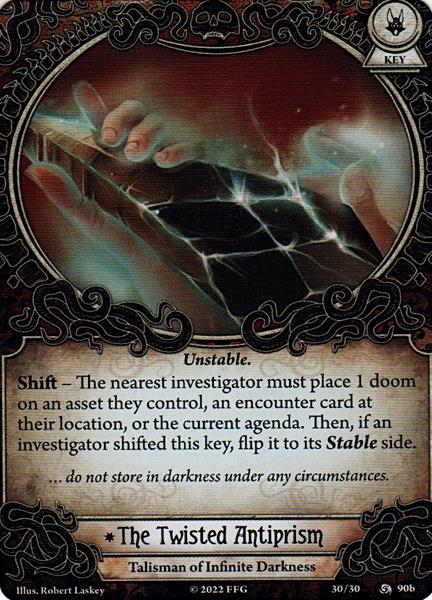 KEY
Unstable.
Shift – The nearest investigator must place 1 doom
on an asset they control, an encounter card at
their location, or the current agenda. Then, if an
investigator shifted this key, flip it to its Stable side.
... do not store in darkness under any circumstances.
*The Twisted Antiprism
Talisman of Infinite Darkness
Illus. Robert Laskey © 2022 FFG 30/30 90b